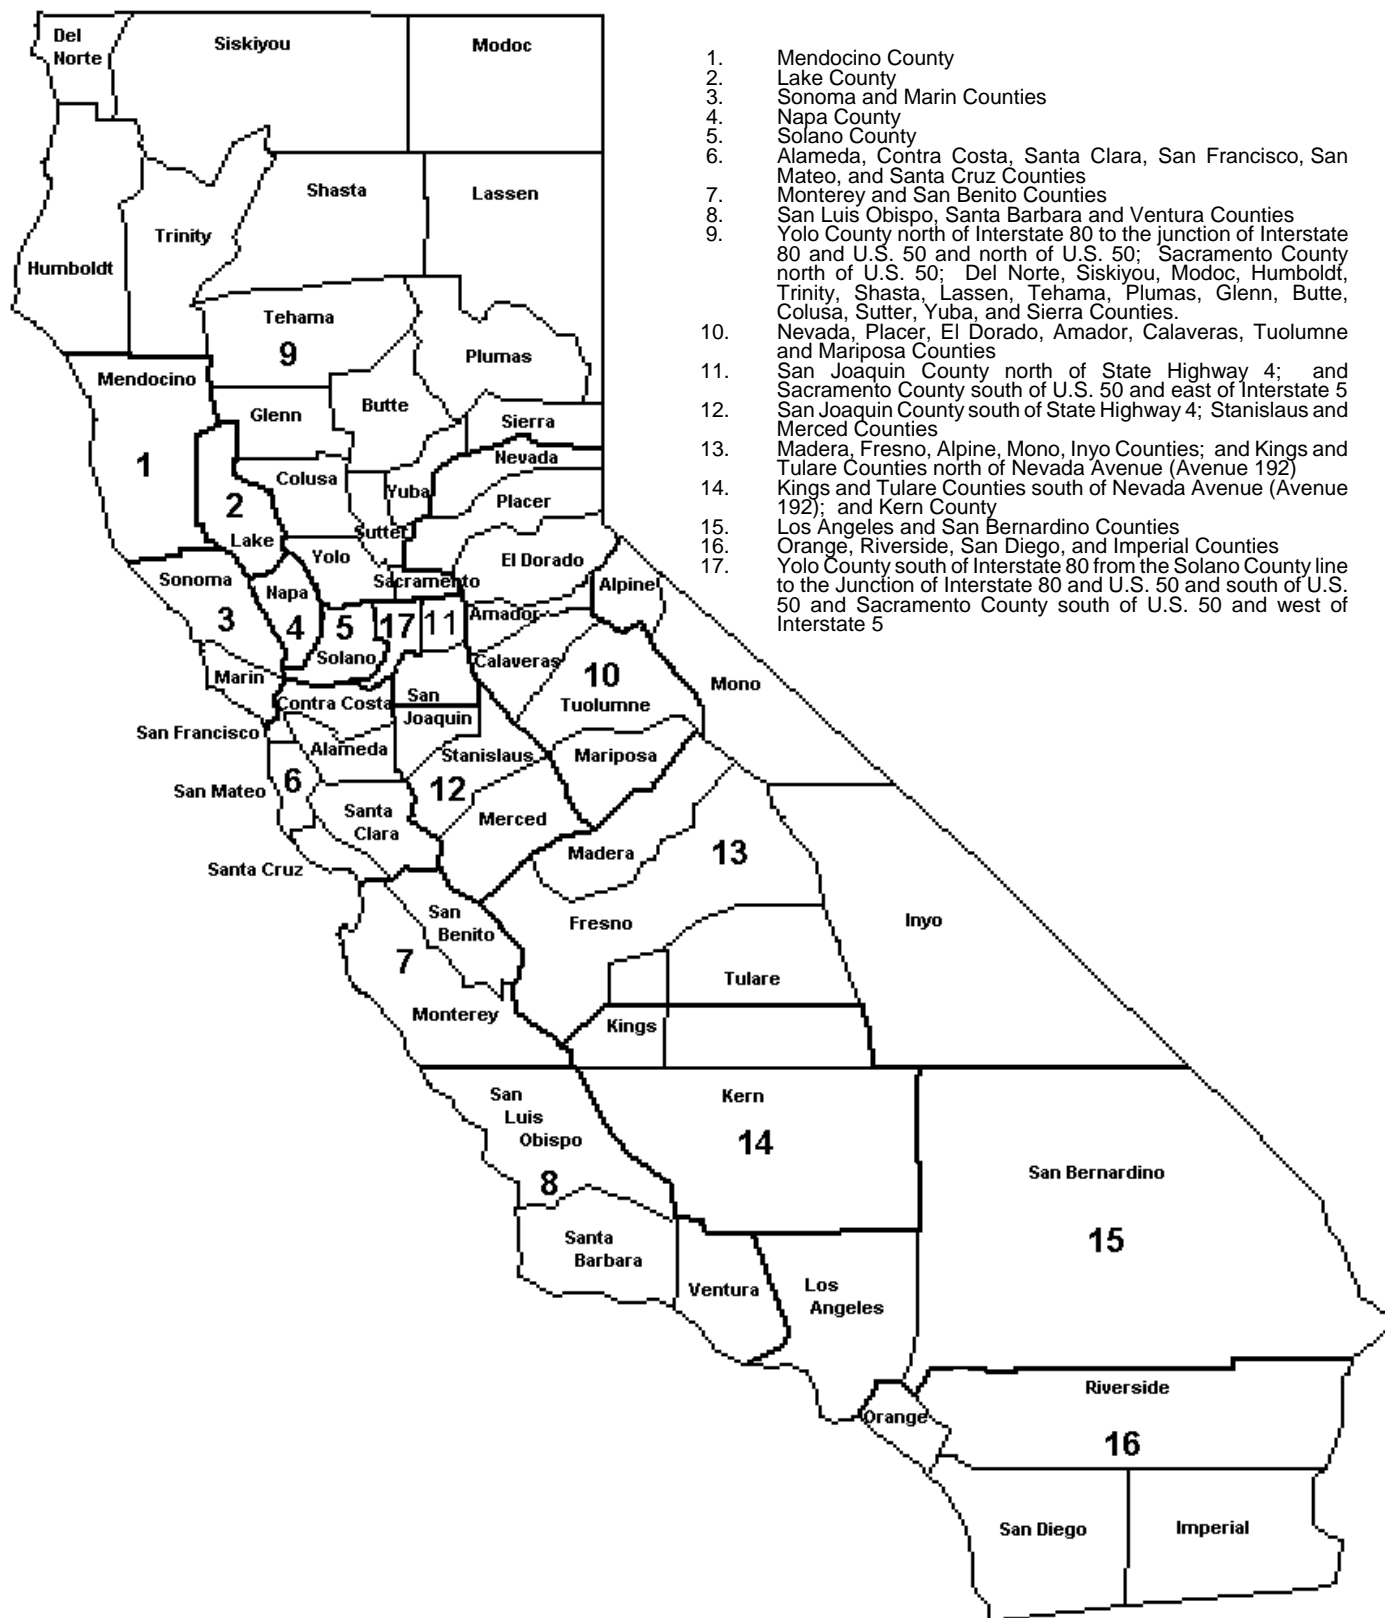 Del
Norte
Siskiyou
Modoc
Shasta
Lassen
Trinity
Humboldt
Tehama
9
Plumas
Mendocino
Glenn
Butte
Sierra
Nevada
1
Colusa
Yuba
Placer
2
Lake
Sutter
Yolo
El Dorado
Sonoma
Napa
Sacramento
Alpine
3
4
5
17
11
Amador
Solano
Calaveras
10
Marin
Contra Costa
San
Joaquin
Tuolumne
Mono
San Francisco
Alameda
Stanislaus
Mariposa
6
12
San Mateo
Santa
Clara
Merced
Madera
13
Santa Cruz
San
Benito
Fresno
Inyo
7
Tulare
Monterey
Kings
San
Luis
Obispo
Kern
14
8
San Bernardino
15
Santa
Barbara
Ventura
Los
Angeles
Riverside
Orange
16
San Diego
Imperial
1. Mendocino County
2. Lake County
3. Sonoma and Marin Counties
4. Napa County
5. Solano County
6. Alameda, Contra Costa, Santa Clara, San Francisco, San
Mateo, and Santa Cruz Counties
7. Monterey and San Benito Counties
8. San Luis Obispo, Santa Barbara and Ventura Counties
9. Yolo County north of Interstate 80 to the junction of Interstate
80 and U.S. 50 and north of U.S. 50; Sacramento County
north of U.S. 50; Del Norte, Siskiyou, Modoc, Humboldt,
Trinity, Shasta, Lassen, Tehama, Plumas, Glenn, Butte,
Colusa, Sutter, Yuba, and Sierra Counties.
10. Nevada, Placer, El Dorado, Amador, Calaveras, Tuolumne
and Mariposa Counties
11. San Joaquin County north of State Highway 4; and
Sacramento County south of U.S. 50 and east of Interstate 5
12. San Joaquin County south of State Highway 4; Stanislaus and
Merced Counties
13. Madera, Fresno, Alpine, Mono, Inyo Counties; and Kings and
Tulare Counties north of Nevada Avenue (Avenue 192)
14. Kings and Tulare Counties south of Nevada Avenue (Avenue
192); and Kern County
15. Los Angeles and San Bernardino Counties
16. Orange, Riverside, San Diego, and Imperial Counties
17. Yolo County south of Interstate 80 from the Solano County line
to the Junction of Interstate 80 and U.S. 50 and south of U.S.
50 and Sacramento County south of U.S. 50 and west of
Interstate 5